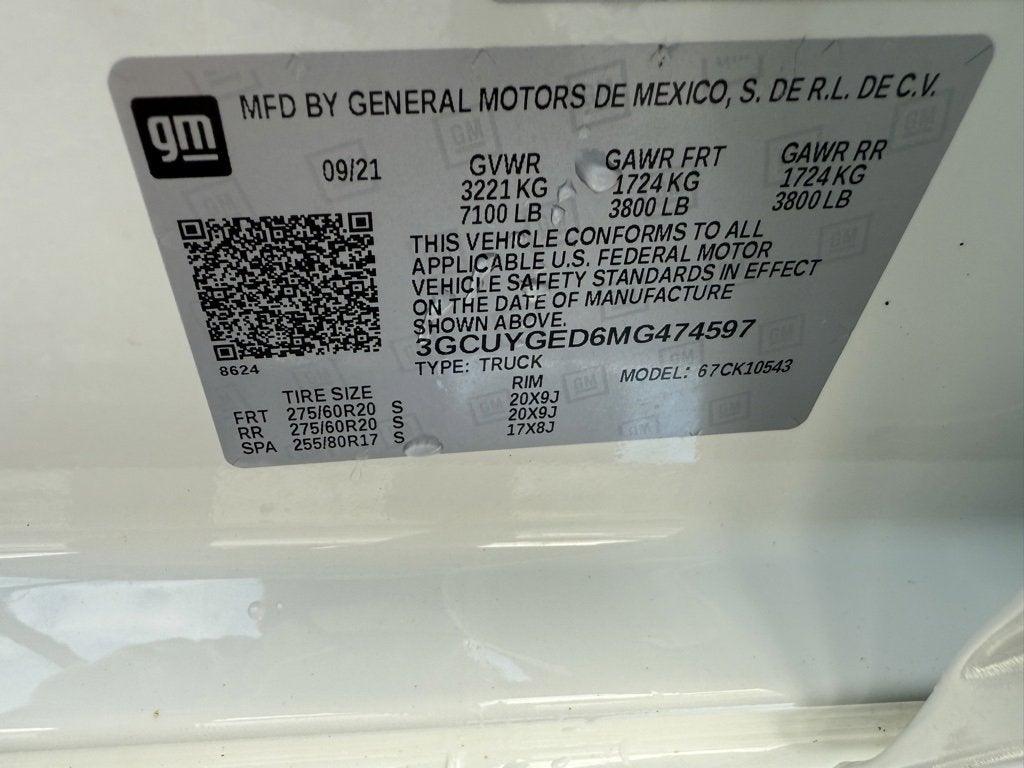 gm
MFD BY GENERAL MOTORS DE MEXICO, S. DE R.L. DE C.V.
09/21 GVWR GAWR FRT GAWR RR
3221 KG 1724 KG 1724 KG
7100 LB 3800 LB 3800 LB
THIS VEHICLE CONFORMS TO ALL
APPLICABLE U.S. FEDERAL MOTOR
VEHICLE SAFETY STANDARDS IN EFFECT
ON THE DATE OF MANUFACTURE
SHOWN ABOVE.
3GCUYGED6MG474597
8624 TYPE: TRUCK MODEL: 67CK10543
TIRE SIZE RIM
FRT 275/60R20 S 20X9J
RR 275/60R20 S 20X9J
SPA 255/80R17 S 17X8J